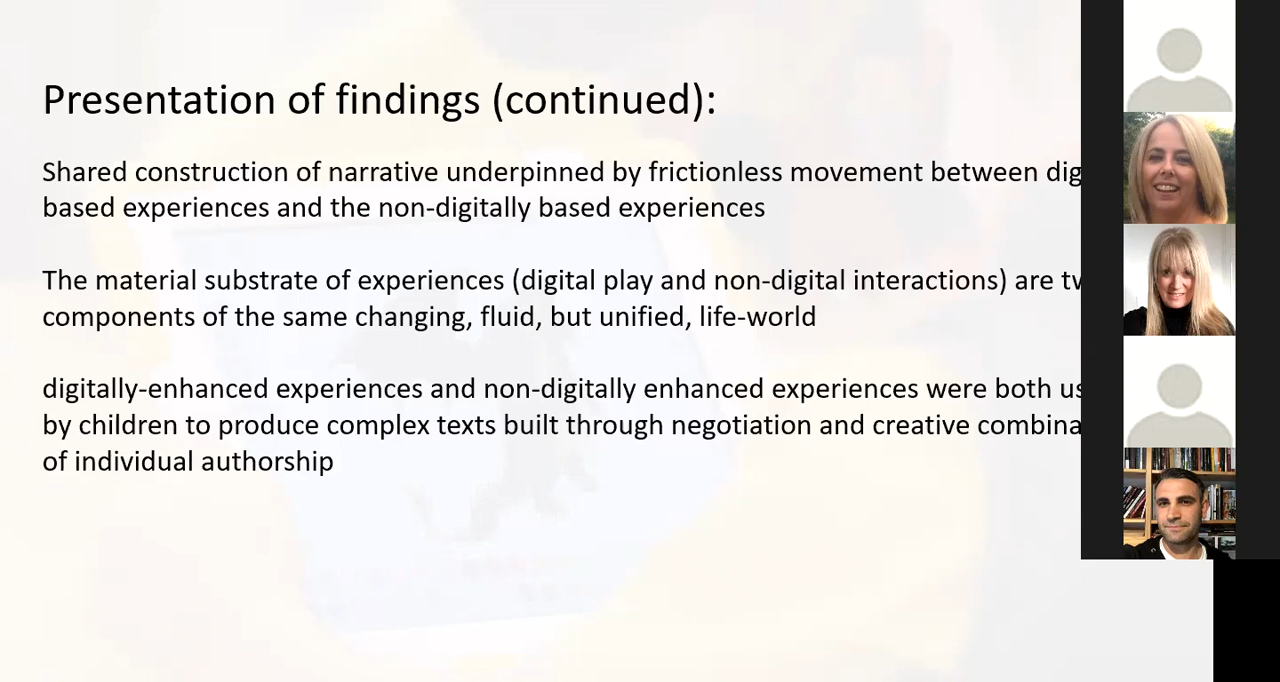 Presentation of findings (continued):
Shared construction of narrative underpinned by frictionless movement between dig
based experiences and the non-digitally based experiences
The material substrate of experiences (digital play and non-digital interactions) are tw
components of the same changing, fluid, but unified, life-world
digitally-enhanced experiences and non-digitally enhanced experiences were both us
by children to produce complex texts built through negotiation and creative combina
of individual authorship